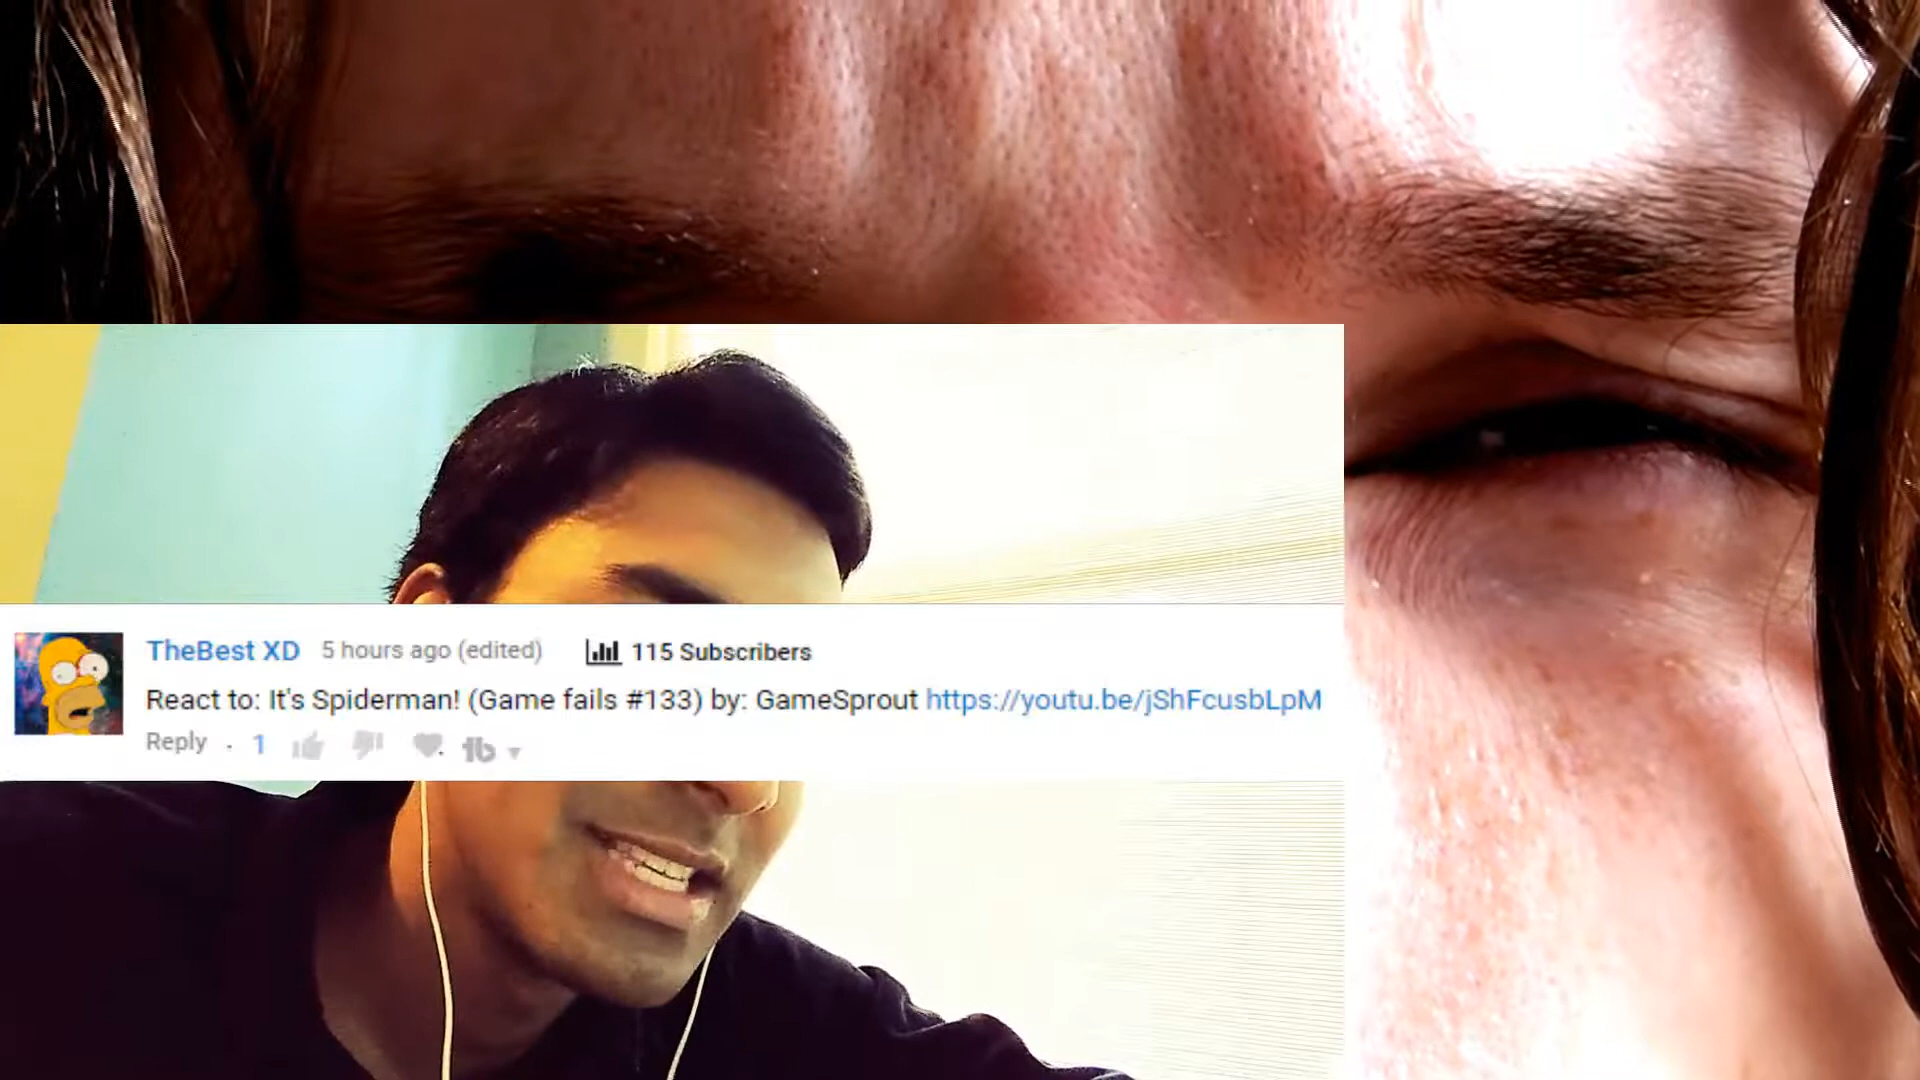 TheBest XD 5 hours ago (edited) 115 Subscribers
React to: It's Spiderman! (Game fails #133) by: GameSprout https://youtu.be/jShFcusbLpM
Reply . 1